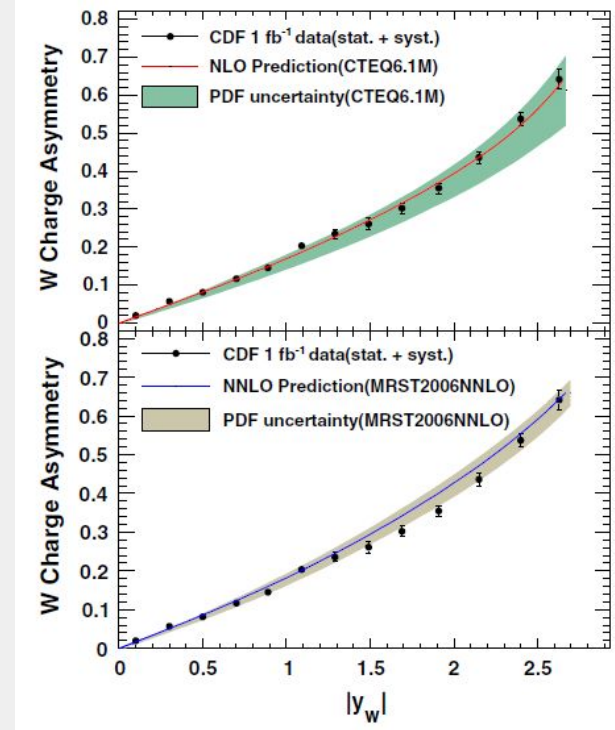 0.8
CDF 1 fb-1 data(stat. + syst.)
0.7
NLO Prediction(CTEQ6.1M)
0.6
PDF uncertainty(CTEQ6.1M)
0.5
0.4
0.3
0.2
0.1
0
W Charge Asymmetry
0.8
CDF 1 fb-1 data(stat. + syst.)
0.7
NNLO Prediction(MRST2006NNLO)
0.6
PDF uncertainty(MRST2006NNLO)
0.5
0.4
0.3
0.2
0.1
0
W Charge Asymmetry
0 0.5 1 1.5 2 2.5
|yw|